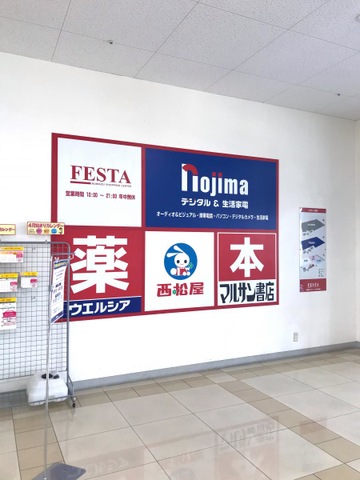 FESTA
営業時間 10:00 ～ 21:00 年中無休
nojima
デジタル & 生活家電
オーディオ&ビジュアル・携帯電話・パソコン・デジタルカメラ・生活家電
薬
ウエルシア
西松屋
本
マルサン書店
FESTA